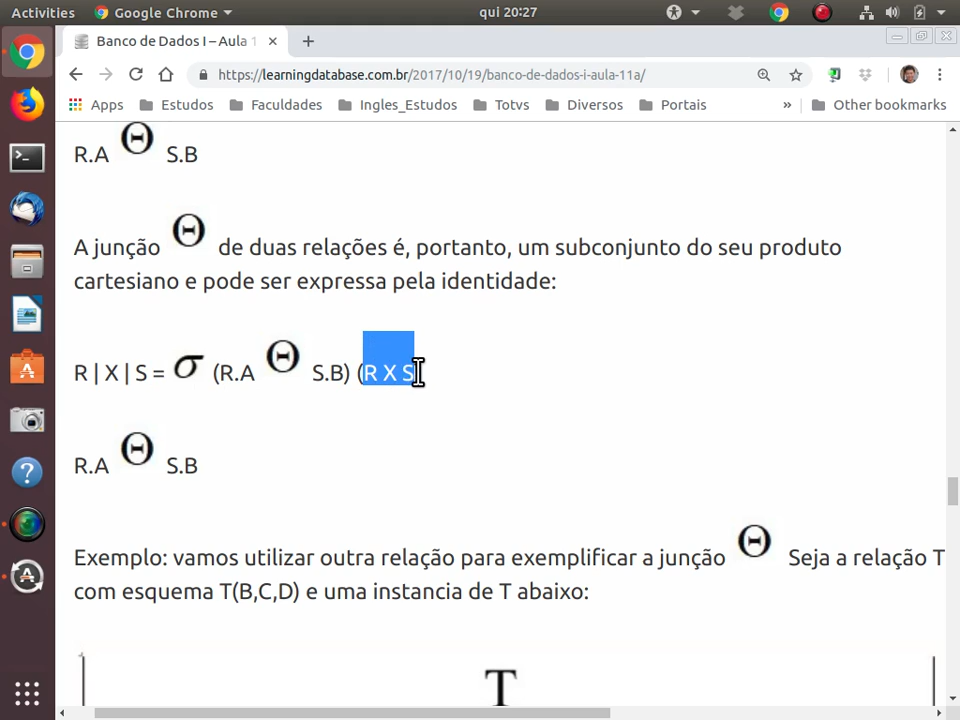 Activities Google Chrome qui 20:27
Banco de Dados I – Aula 1
https://learningdatabase.com.br/2017/10/19/banco-de-dados-i-aula-11a/
Apps Estudos Faculdades Ingles_Estudos Totvs Diversos Portais » Other bookmarks
R.A Θ S.B
A junção Θ de duas relações é, portanto, um subconjunto do seu produto
cartesiano e pode ser expressa pela identidade:
R | X | S = σ (R.A Θ S.B) (R X S
R.A Θ S.B
Exemplo: vamos utilizar outra relação para exemplificar a junção Θ Seja a relação T
com esquema T(B,C,D) e uma instancia de T abaixo:
T